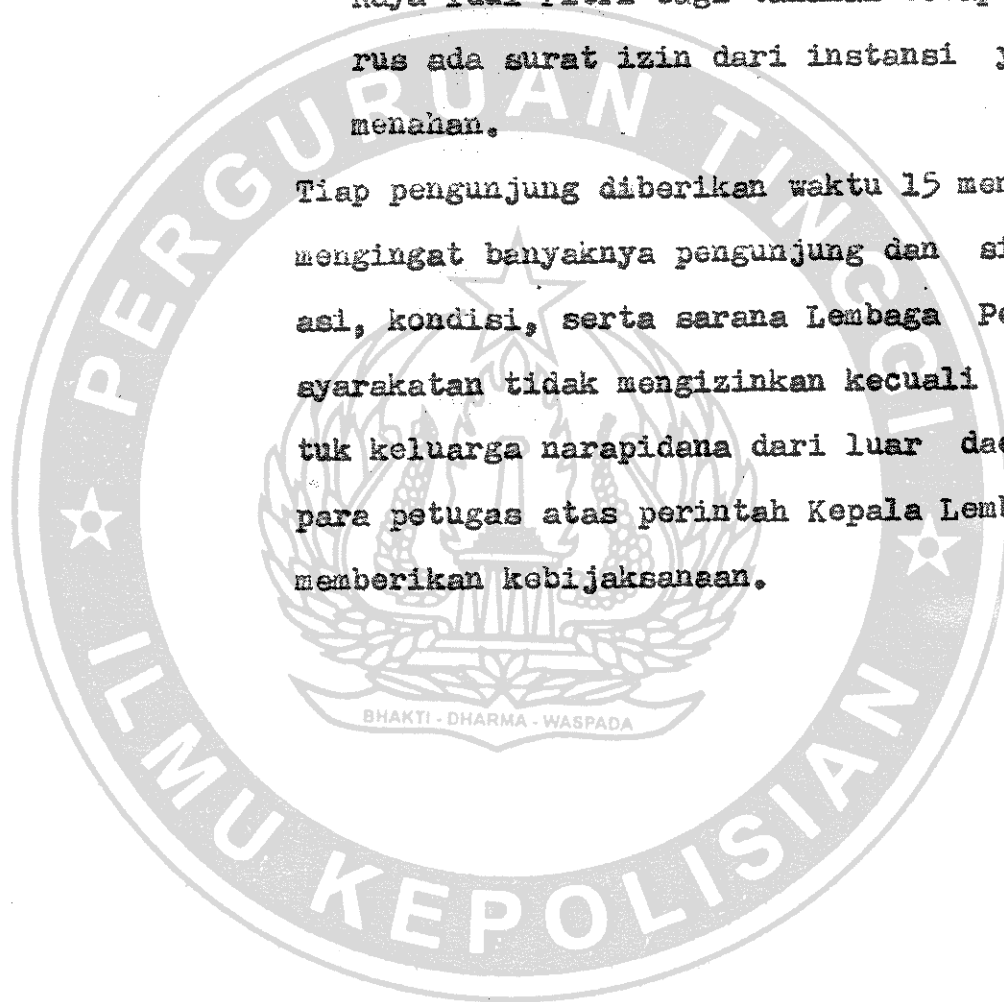 rus ada surat izin dari instansi
menahan.
Tiap pengunjung diberikan waktu 15
mengingat banyaknya pengunjung dan
asi, kondisi, serta sarana Lembaga
syarakatan tidak mengizinkan kecuali
tuk keluarga narapidana dari luar
para petugas atas perintah Kepala
memberikan kebijaksanaan.
PERGURUAN TINGGI
BHAKTI - DHARMA - WASPADA
ILMU KEPOLISIAN